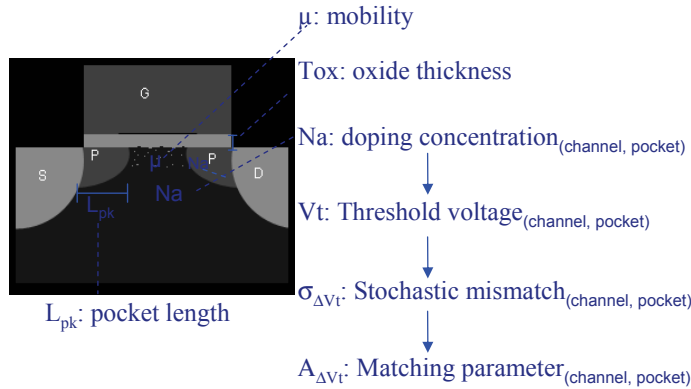 μ: mobility
Tox: oxide thickness
G
Na: doping concentration(channel, pocket)
P μ Na P
S Na D
Lpk
Vt: Threshold voltage(channel, pocket)
σΔVt: Stochastic mismatch(channel, pocket)
Lpk: pocket length
AΔVt: Matching parameter(channel, pocket)